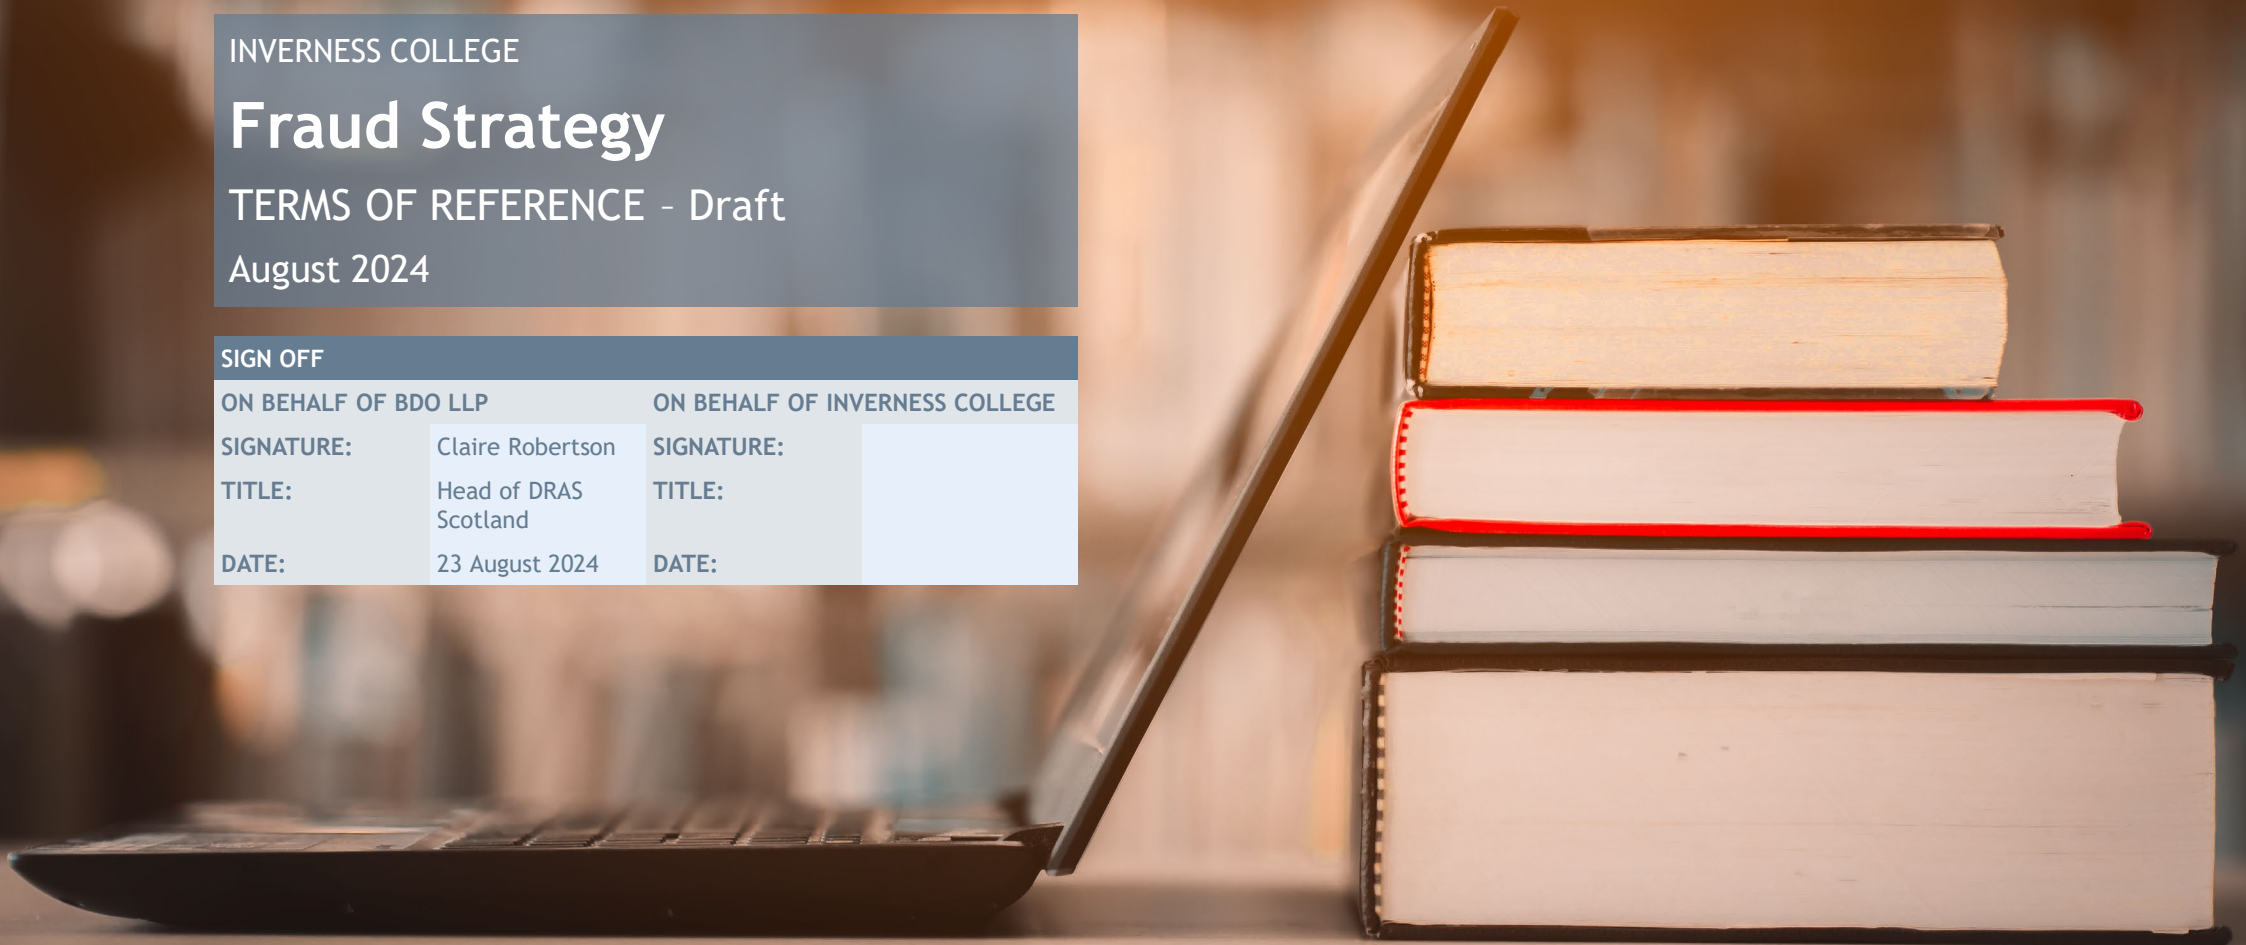 INVERNESS COLLEGE
Fraud Strategy
TERMS OF REFERENCE – Draft
August 2024
SIGN OFF
ON BEHALF OF BDO LLP ON BEHALF OF INVERNESS COLLEGE
SIGNATURE: Claire Robertson SIGNATURE:
TITLE: Head of DRAS TITLE:
Scotland
DATE: 23 August 2024 DATE: